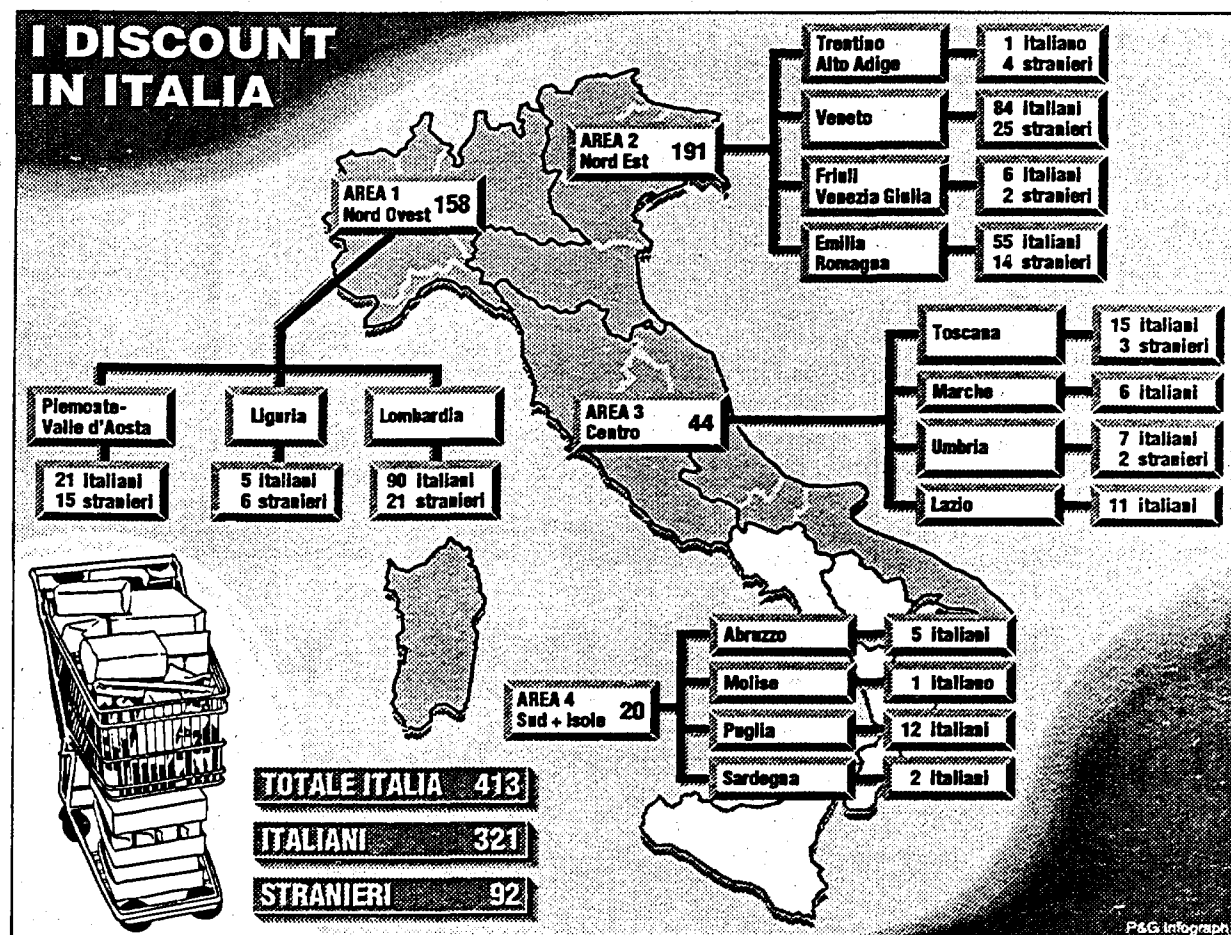 I DISCOUNT
IN ITALIA
AREA 1
Nord Ovest 158
Piemonte-
Valle d'Aosta
21 italiani
15 stranieri
Liguria
5 italiani
6 stranieri
Lombardia
90 italiani
21 stranieri
AREA 2
Nord Est 191
Trentino
Alto Adige
1 italiano
4 stranieri
Veneto
84 italiani
25 stranieri
Friuli
Venezia Giulia
6 italiani
2 stranieri
Emilia
Romagna
55 italiani
14 stranieri
AREA 3
Centro 44
Toscana
15 italiani
3 stranieri
Marche
6 italiani
Umbria
7 italiani
2 stranieri
Lazio
11 italiani
AREA 4
Sud + Isole 20
Abruzzo
5 italiani
Molise
1 italiano
Puglia
12 italiani
Sardegna
2 italiani
TOTALE ITALIA 413
ITALIANI 321
STRANIERI 92
P&G Infograph